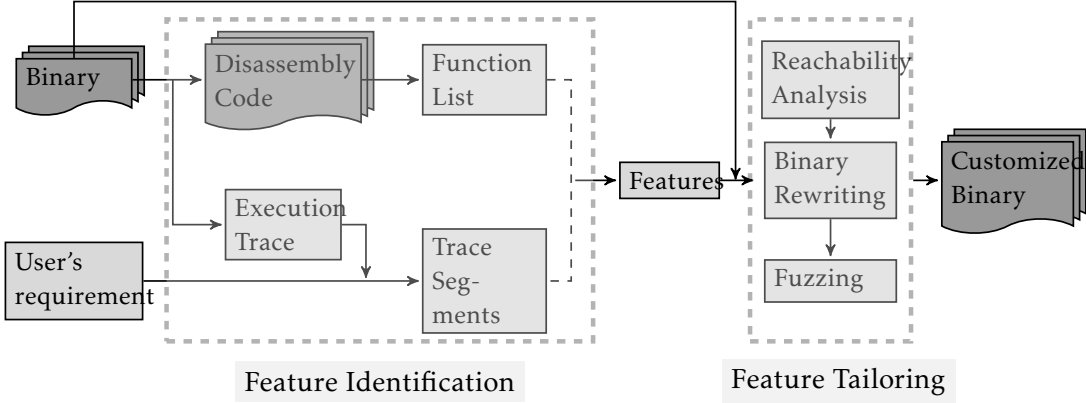 Binary
Disassembly
Code
Function
List
Execution
Trace
User's
requirement
Trace
Seg-
ments
Features
Reachability
Analysis
Binary
Rewriting
Fuzzing
Customized
Binary
Feature Identification
Feature Tailoring